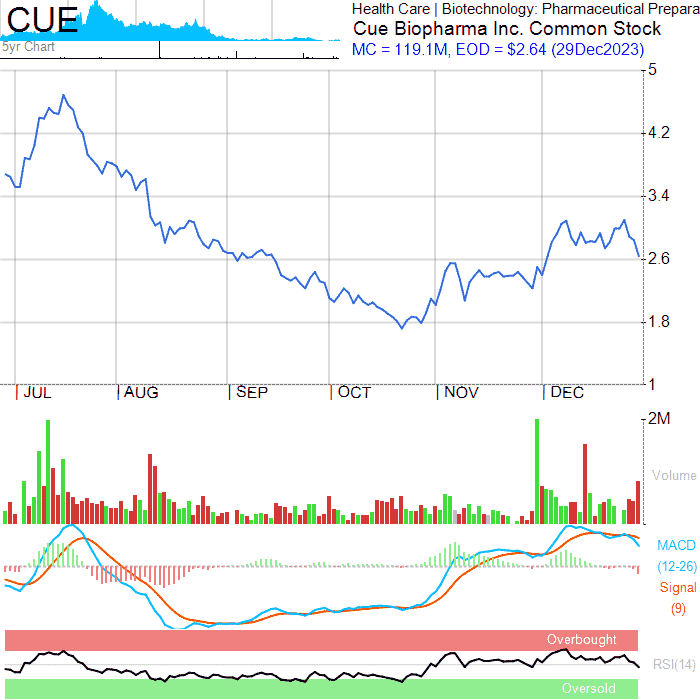 CUE
5yr Chart
Health Care | Biotechnology: Pharmaceutical Prepara
Cue Biopharma Inc. Common Stock
MC = 119.1M, EOD = $2.64 (29Dec2023)
5
4.2
3.4
2.6
1.8
1
JUL AUG SEP OCT NOV DEC
2M
Volume
MACD
(12-26)
Signal
(9)
Overbought
RSI(14)
Oversold